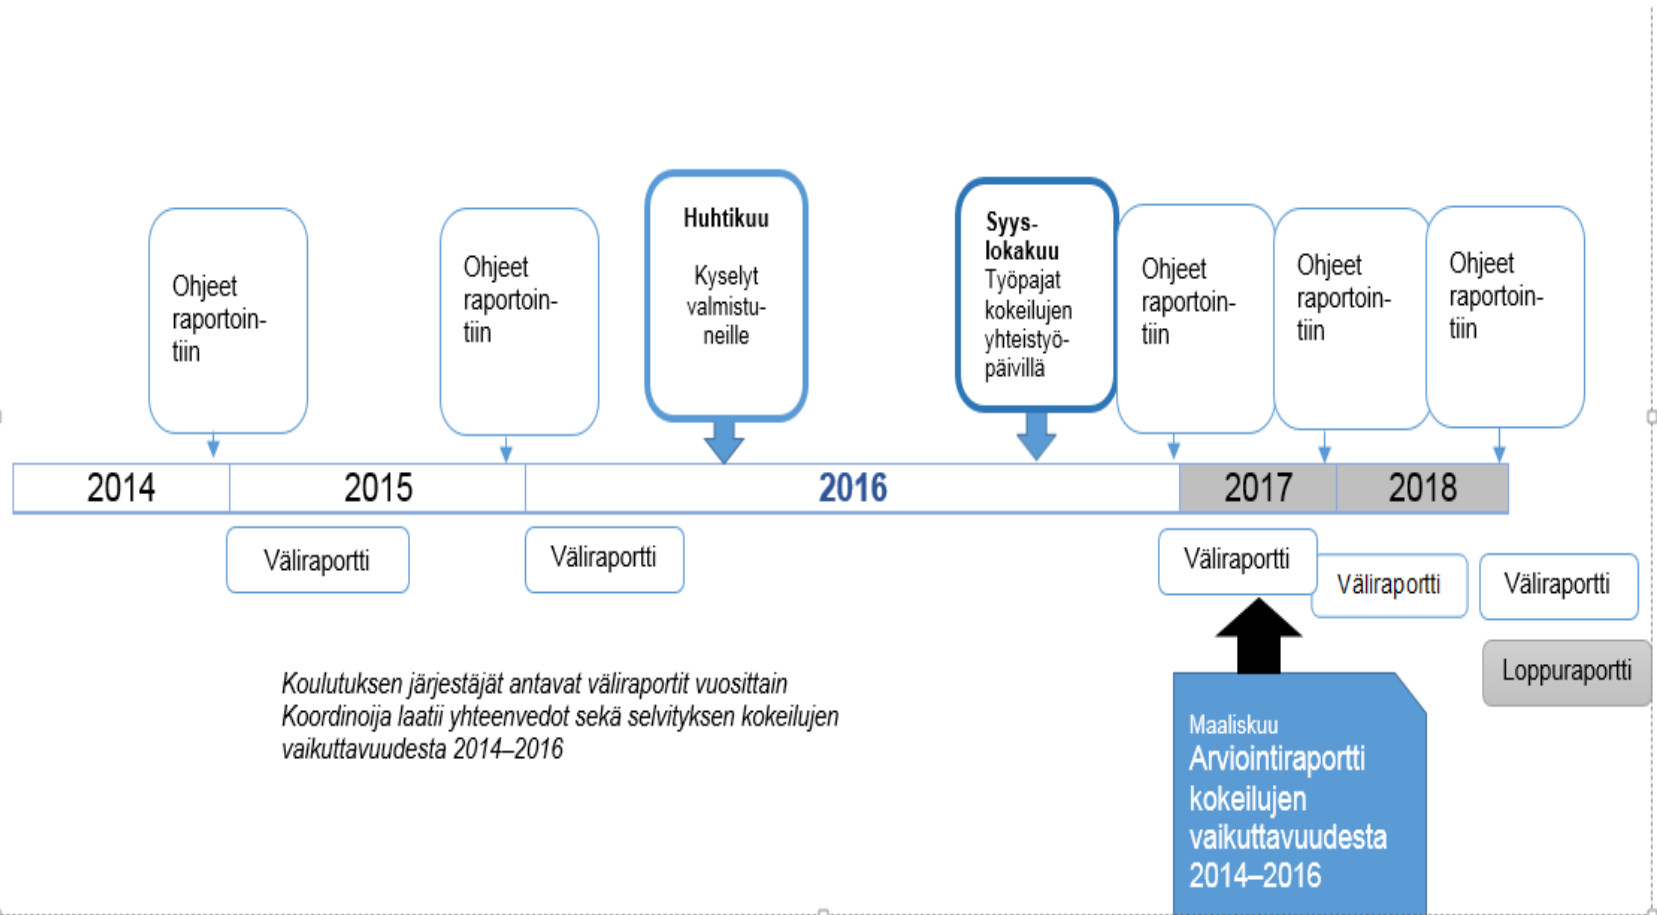 Ohjeet
raportoin-
tiin
Ohjeet
raportoin-
tiin
Huhtikuu
Kyselyt
valmistu-
neille
Syys-
lokakuu
Työpajat
kokeilujen
yhteistyö-
päivillä
Ohjeet
raportoin-
tiin
Ohjeet
raportoin-
tiin
Ohjeet
raportoin-
tiin
2014
2015
2016
2017
2018
Väliraportti
Väliraportti
Väliraportti
Väliraportti
Väliraportti
Loppuraportti
Koulutuksen järjestäjät antavat väliraportit vuosittain
Koordinoija laatii yhteenvedot sekä selvityksen kokeilujen
vaikuttavuudesta 2014–2016
Maaliskuu
Arviointiraportti
kokeilujen
vaikuttavuudesta
2014–2016